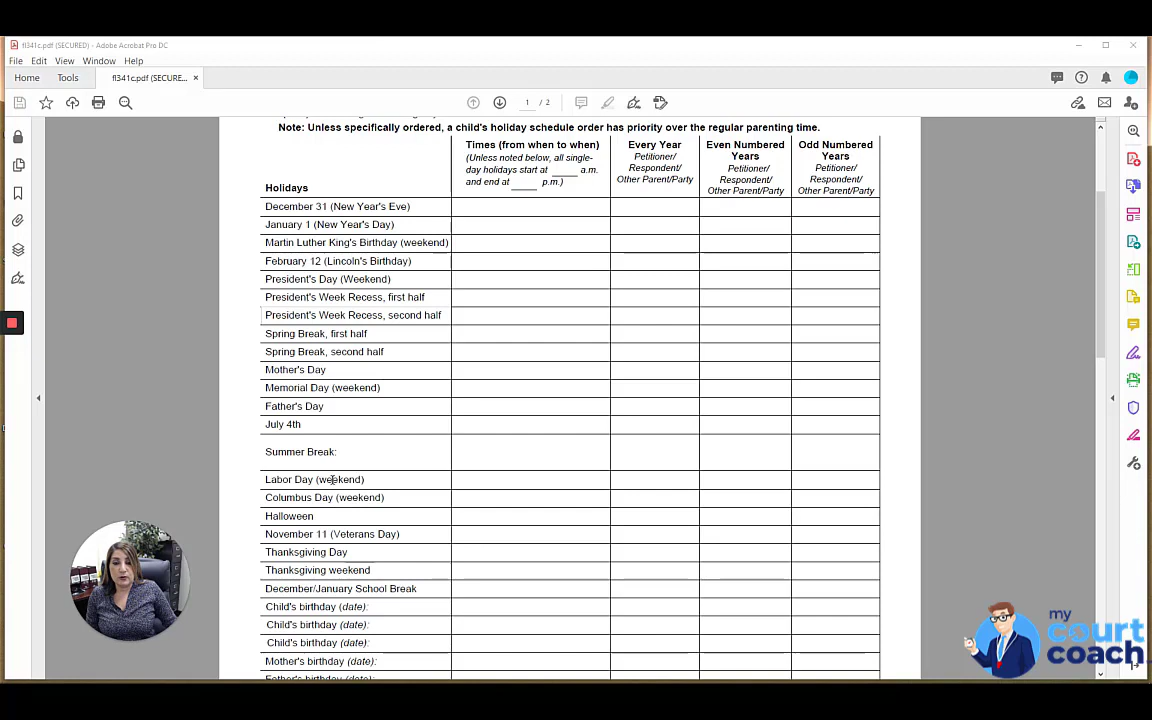 fl341c.pdf (SECURED) - Adobe Acrobat Pro DC
File Edit View Window Help
Home Tools fl341c.pdf (SECURE... ×
1 / 2
Note: Unless specifically ordered, a child's holiday schedule order has priority over the regular parenting time.
Holidays
Times (from when to when)
(Unless noted below, all single-
day holidays start at _____ a.m.
and end at _____ p.m.)
Every Year
Petitioner/
Respondent/
Other Parent/Party
Even Numbered
Years
Petitioner/
Respondent/
Other Parent/Party
Odd Numbered
Years
Petitioner/
Respondent/
Other Parent/Party
December 31 (New Year's Eve)
January 1 (New Year's Day)
Martin Luther King's Birthday (weekend)
February 12 (Lincoln's Birthday)
President's Day (Weekend)
President's Week Recess, first half
President's Week Recess, second half
Spring Break, first half
Spring Break, second half
Mother's Day
Memorial Day (weekend)
Father's Day
July 4th
Summer Break:
Labor Day (weekend)
Columbus Day (weekend)
Halloween
November 11 (Veterans Day)
Thanksgiving Day
Thanksgiving weekend
December/January School Break
Child's birthday (date):
Child's birthday (date):
Child's birthday (date):
Mother's birthday (date):
Father's birthday (date):
my
court
coach